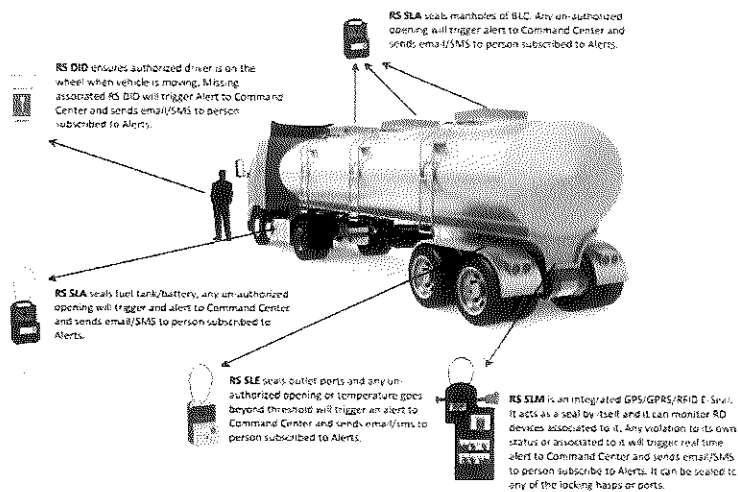 RS SLA seals manholes of BLC. Any un-authorized
opening will trigger alert to Command Center and
sends email/SMS to person subscribed to Alerts.
RS DID ensures authorized driver is on the
wheel when vehicle is moving. Missing
associated RS DID will trigger Alert to Command
Center and sends email/SMS to person
subscribed to Alerts.
RS SLA seals fuel tank/battery, any un-authorized
opening will trigger and alert to Command Center
and sends email/SMS to person subscribed to
Alerts.
RS SLE seals outlet ports and any un-
authorized opening or temperature goes
beyond threshold will trigger an alert to
Command Center and sends email/sms to
person subscribed to Alerts.
RS SLM is an integrated GPS/GPRS/RFID E-Seal.
It acts as a seal by itself and it can monitor RD
devices associated to it. Any violation to its own
status or associated to it will trigger real time
alert to Command Center and sends email/SMS
to person subscribe to Alerts. It can be sealed to
any of the locking hasps or ports.